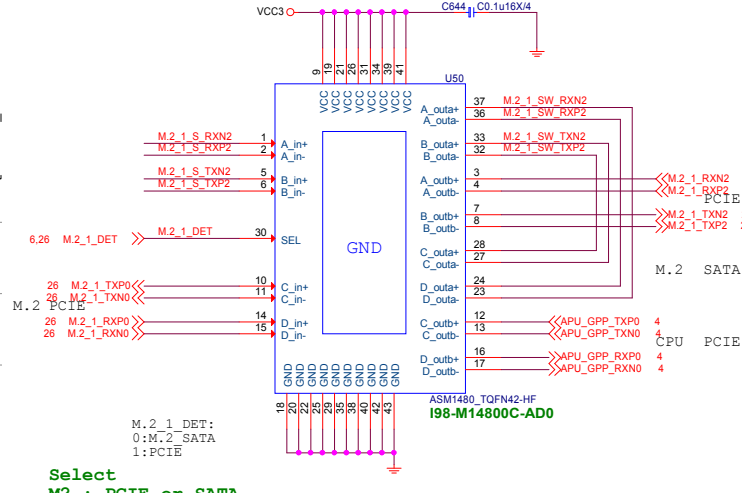 VCC3
C644
C0.1u16X/4
9
19
21
26
31
34
39
41
VCC
VCC
VCC
VCC
VCC
VCC
VCC
VCC
U50
M.2_1_S_RXN2 1 A_in+
M.2_1_S_RXP2 2 A_in-
M.2_1_S_TXN2 5 B_in+
M.2_1_S_TXP2 6 B_in-
6,26 M.2_1_DET M.2_1_DET 30 SEL
26 M.2_1_TXP0 10 C_in+
26 M.2_1_TXN0 11 C_in-
M.2 PCIE
26 M.2_1_RXP0 14 D_in+
26 M.2_1_RXN0 15 D_in-
GND
A_outa+ 37 M.2_1_SW_RXN2
A_outa- 36 M.2_1_SW_RXP2
B_outa+ 33 M.2_1_SW_TXN2
B_outa- 32 M.2_1_SW_TXP2
A_outb+ 3 M.2_1_RXN2
A_outb- 4 M.2_1_RXP2
PCIE
B_outb+ 7 M.2_1_TXN2
B_outb- 8 M.2_1_TXP2
C_outa+ 28
C_outa- 27
M.2 SATA
D_outa+ 24
D_outa- 23
C_outb+ 12 APU_GPP_TXP0 4
C_outb- 13 APU_GPP_TXN0 4
CPU PCIE
D_outb+ 16 APU_GPP_RXP0 4
D_outb- 17 APU_GPP_RXN0 4
GND
GND
GND
GND
GND
GND
GND
GND
GND
GND
18
20
22
25
29
35
38
40
42
43
ASM1480_TQFN42-HF
I98-M14800C-AD0
M.2_1_DET:
0:M.2_SATA
1:PCIE
Select
M2 : PCIE or SATA